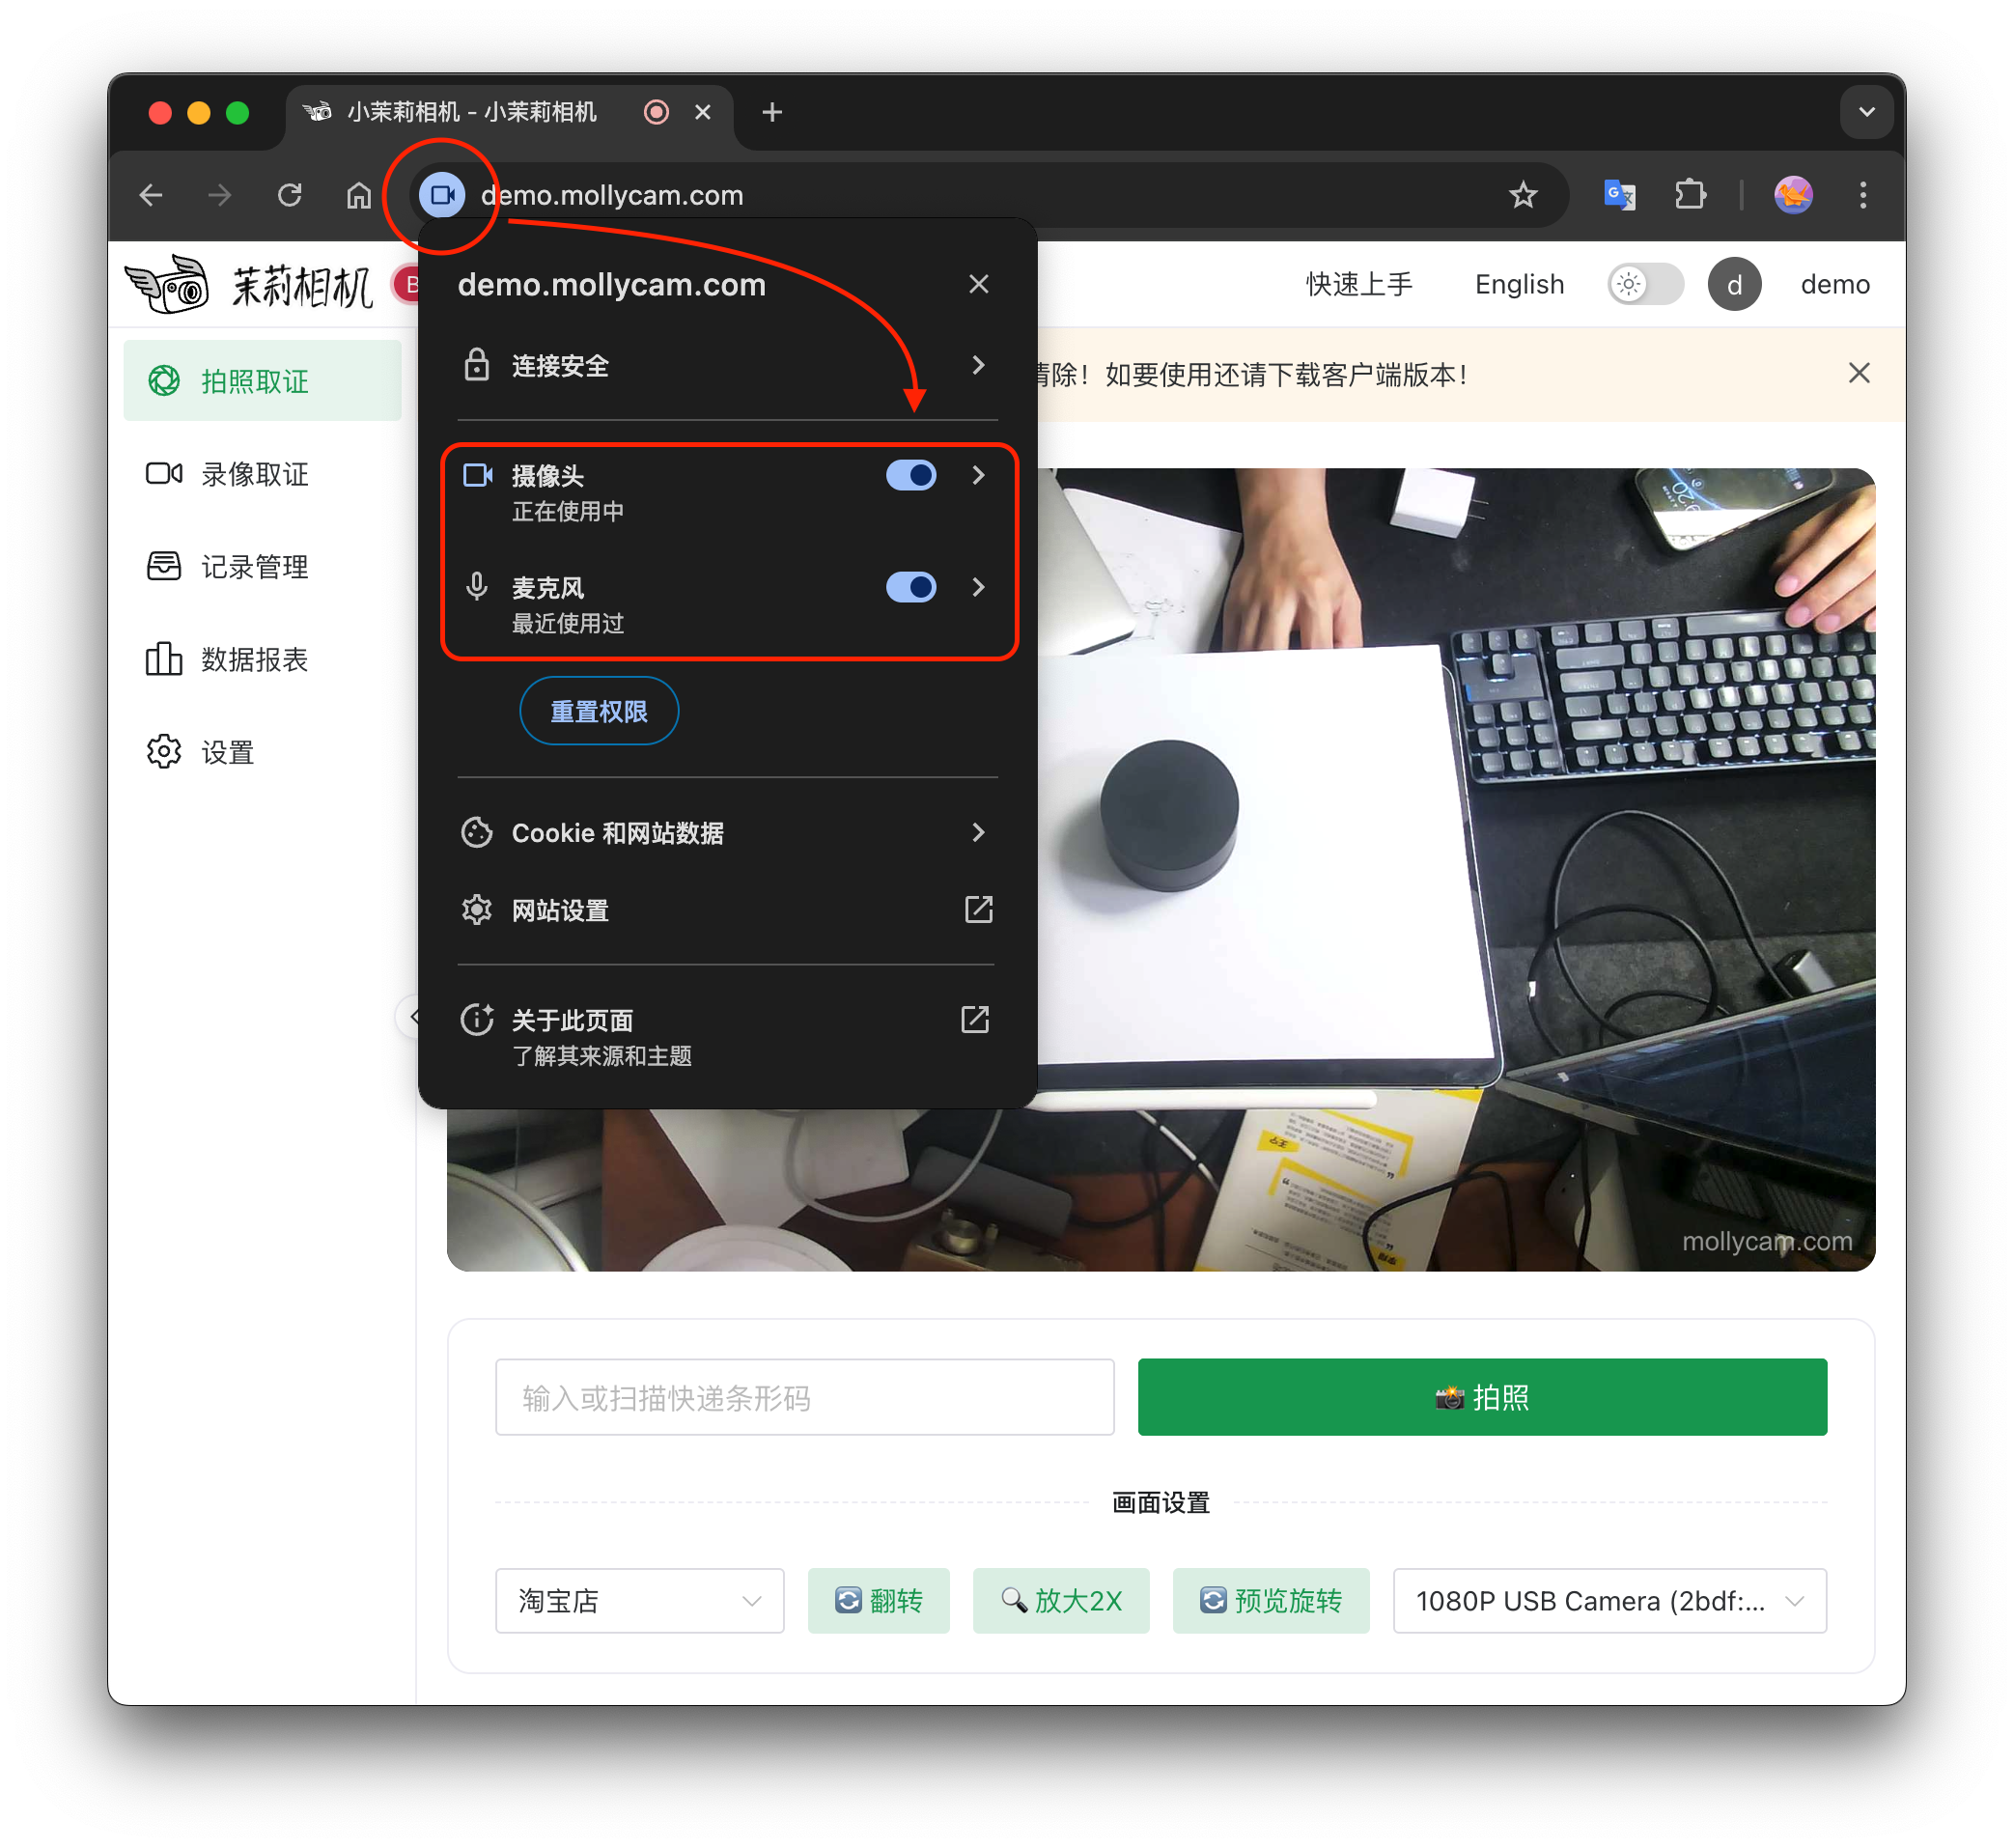 小茉莉相机 - 小茉莉相机
demo.mollycam.com
茉莉相机
B
快速上手
English
d
demo
demo.mollycam.com
连接安全
摄像头
正在使用中
麦克风
最近使用过
重置权限
Cookie 和网站数据
网站设置
关于此页面
了解其来源和主题
清除！如要使用还请下载客户端版本！
拍照取证
录像取证
记录管理
数据报表
设置
mollycam.com
输入或扫描快递条形码
拍照
画面设置
淘宝店
翻转
放大2X
预览旋转
1080P USB Camera (2bdf:...